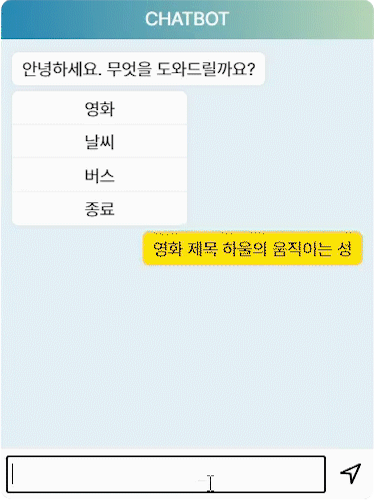 CHATBOT
안녕하세요. 무엇을 도와드릴까요?
영화
날씨
버스
종료
영화 제목 하울의 움직이는 성